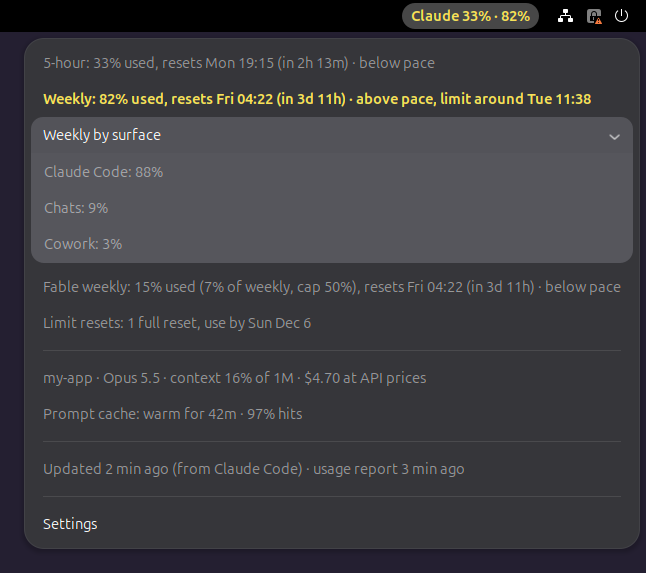 Claude 33% · 82%
5-hour: 33% used, resets Mon 19:15 (in 2h 13m) · below pace
Weekly: 82% used, resets Fri 04:22 (in 3d 11h) · above pace, limit around Tue 11:38
Weekly by surface
Claude Code: 88%
Chats: 9%
Cowork: 3%
Fable weekly: 15% used (7% of weekly, cap 50%), resets Fri 04:22 (in 3d 11h) · below pace
Limit resets: 1 full reset, use by Sun Dec 6
my-app · Opus 5.5 · context 16% of 1M · $4.70 at API prices
Prompt cache: warm for 42m · 97% hits
Updated 2 min ago (from Claude Code) · usage report 3 min ago
Settings